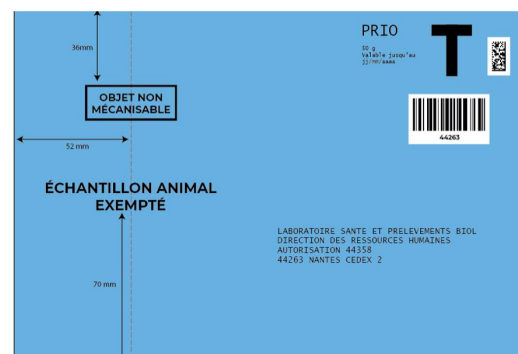 36mm
PRIO
T
30 g
Valable jusqu'au
jj/mm/aaaa
OBJET NON
MÉCANISABLE
44263
52 mm
ÉCHANTILLON ANIMAL
EXEMPTÉ
LABORATOIRE SANTE ET PRELEVEMENTS BIOL
DIRECTION DES RESSOURCES HUMAINES
AUTORISATION 44358
44263 NANTES CEDEX 2
70 mm